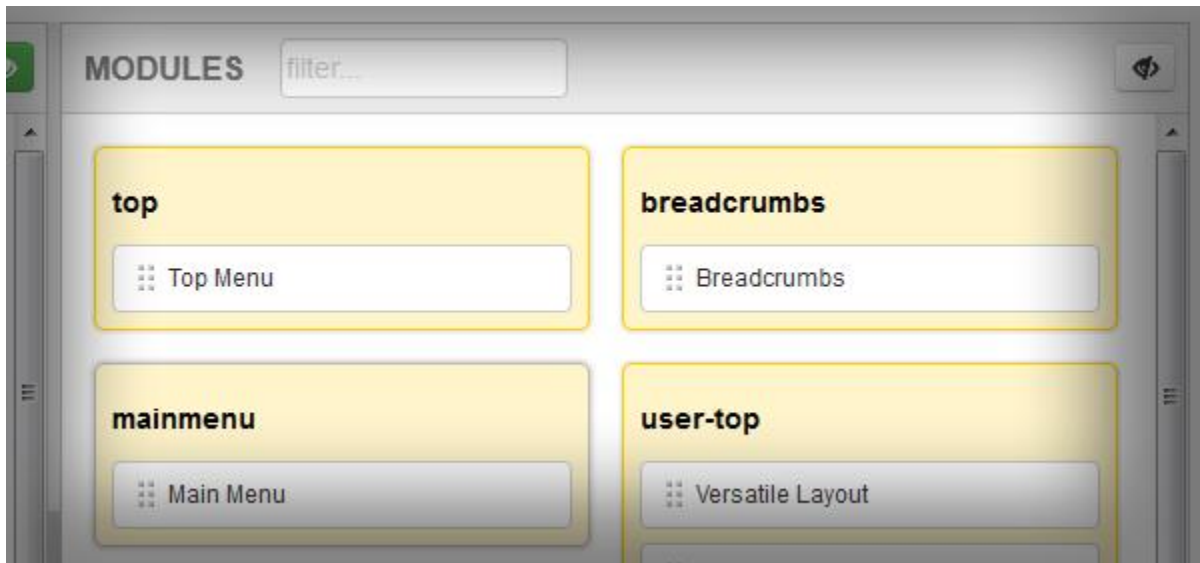 MODULES filter...
top
Top Menu
breadcrumbs
Breadcrumbs
mainmenu
Main Menu
user-top
Versatile Layout